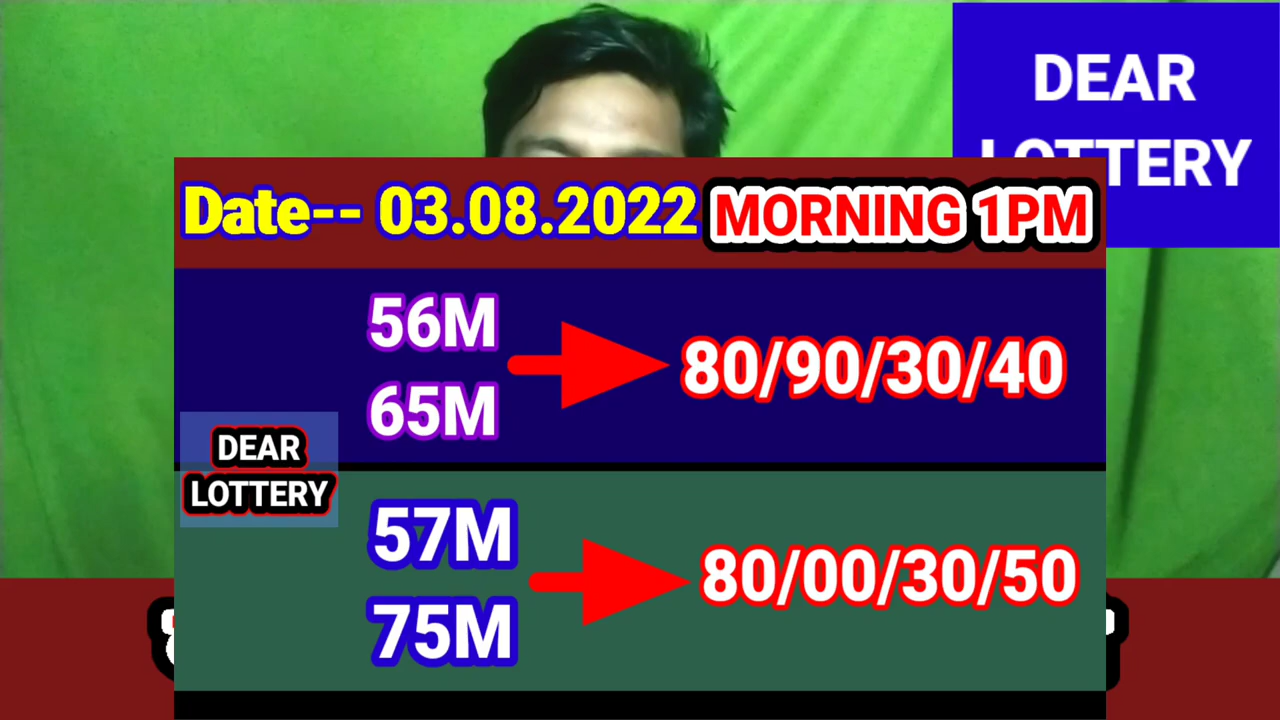 DEAR
LOTTERY
Date-- 03.08.2022 MORNING 1PM
56M
65M
80/90/30/40
DEAR
LOTTERY
57M
75M
80/00/30/50